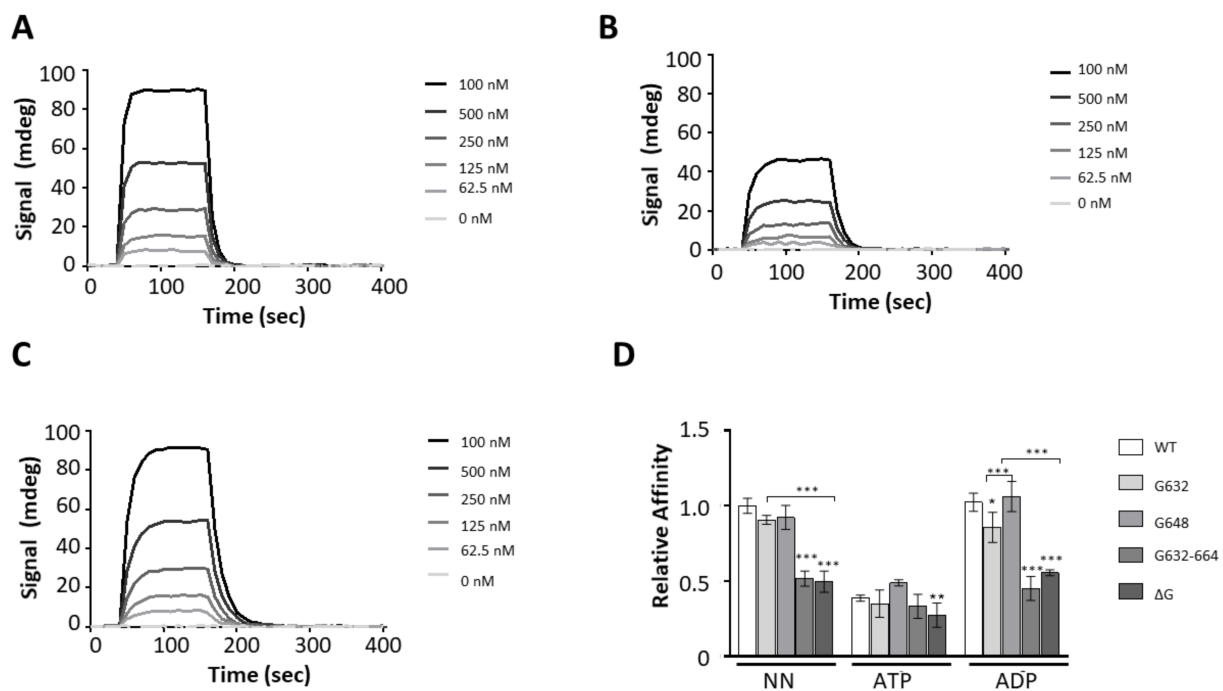 A
Signal (mdeg)
100
80
60
40
20
0
0
100
200
300
400
Time (sec)
100 nM
500 nM
250 nM
125 nM
62.5 nM
0 nM
B
Signal (mdeg)
100
80
60
40
20
0
0
100
200
300
400
Time (sec)
100 nM
500 nM
250 nM
125 nM
62.5 nM
0 nM
C
Signal (mdeg)
100
80
60
40
20
0
0
100
200
300
400
Time (sec)
100 nM
500 nM
250 nM
125 nM
62.5 nM
0 nM
D
Relative Affinity
1.5
1.0
0.5
0
***
***
***
**
***
***
*
***
***
NN
ATP
ADP
WT
G632
G648
G632-664
ΔG